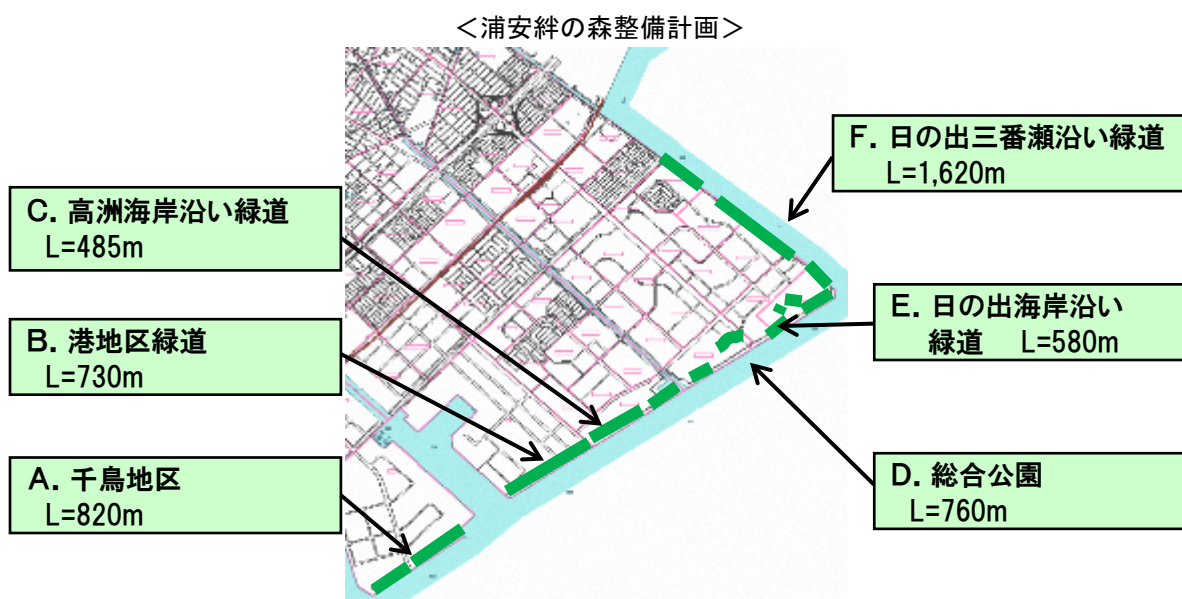 ＜浦安絆の森整備計画＞
F．日の出三番瀬沿い緑道
L=1,620m
C．高洲海岸沿い緑道
L=485m
E．日の出海岸沿い
緑道　L=580m
B．港地区緑道
L=730m
A．千鳥地区
L=820m
D．総合公園
L=760m